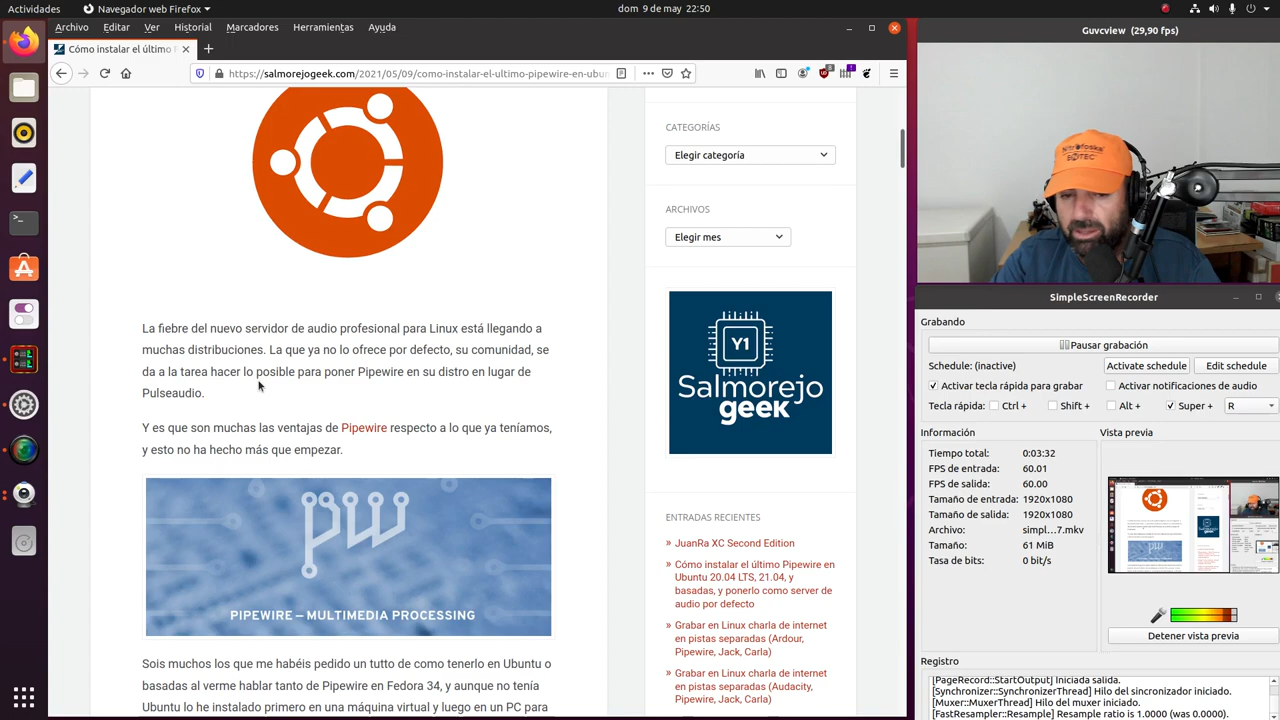 Actividades
Navegador web Firefox
dom 9 de may 22:50
Archivo Editar Ver Historial Marcadores Herramientas Ayuda
Cómo instalar el último P
https://salmorejogeek.com/2021/05/09/como-instalar-el-ultimo-pipewire-en-ubun
La fiebre del nuevo servidor de audio profesional para Linux está llegando a
muchas distribuciones. La que ya no lo ofrece por defecto, su comunidad, se
da a la tarea hacer lo posible para poner Pipewire en su distro en lugar de
Pulseaudio.
Y es que son muchas las ventajas de Pipewire respecto a lo que ya teníamos,
y esto no ha hecho más que empezar.
PIPEWIRE – MULTIMEDIA PROCESSING
Sois muchos los que me habéis pedido un tutto de como tenerlo en Ubuntu o
basadas al verme hablar tanto de Pipewire en Fedora 34, y aunque no tenía
Ubuntu lo he instalado primero en una máquina virtual y luego en un PC para
CATEGORÍAS
Elegir categoría
ARCHIVOS
Elegir mes
Y1
Salmorejo
geek
ENTRADAS RECIENTES
» JuanRa XC Second Edition
» Cómo instalar el último Pipewire en
Ubuntu 20.04 LTS, 21.04, y
basadas, y ponerlo como server de
audio por defecto
» Grabar en Linux charla de internet
en pistas separadas (Ardour,
Pipewire, Jack, Carla)
» Grabar en Linux charla de internet
en pistas separadas (Audacity,
Pipewire, Jack, Carla)
Guvcview (29,90 fps)
Nitrofoska
SimpleScreenRecorder
Grabando
Pausar grabación
Schedule: (inactive)
Activate schedule
Edit schedule
Activar tecla rápida para grabar
Activar notificaciones de audio
Tecla rápida: Ctrl + Shift + Alt + Super + R
Información
Tiempo total: 0:03:32
FPS de entrada: 60.01
FPS de salida: 60.00
Tamaño de entrada: 1920x1080
Tamaño de salida: 1920x1080
Archivo: simpl...7.mkv
Tamaño: 61 MiB
Tasa de bits: 0 bit/s
Vista previa
Detener vista previa
Registro
[PageRecord::StartOutput] Iniciada salida.
[Synchronizer::SynchronizerThread] Hilo del sincronizador iniciado.
[Muxer::MuxerThread] Hilo del muxer iniciado.
[FastResampler::Resample] Resample ratio is 1.0000 (was 0.0000).